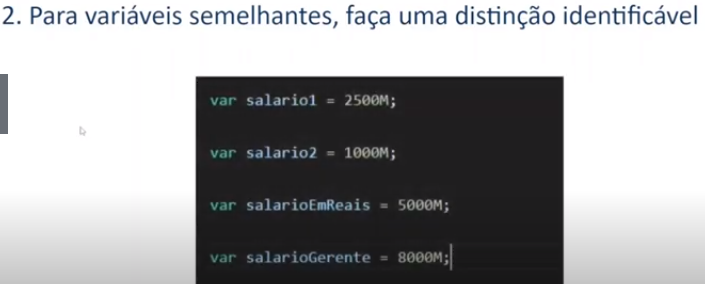 2. Para variáveis semelhantes, faça uma distinção identificável
var salario1 = 2500M;
var salario2 = 1000M;
var salarioEmReais = 5000M;
var salarioGerente = 8000M;